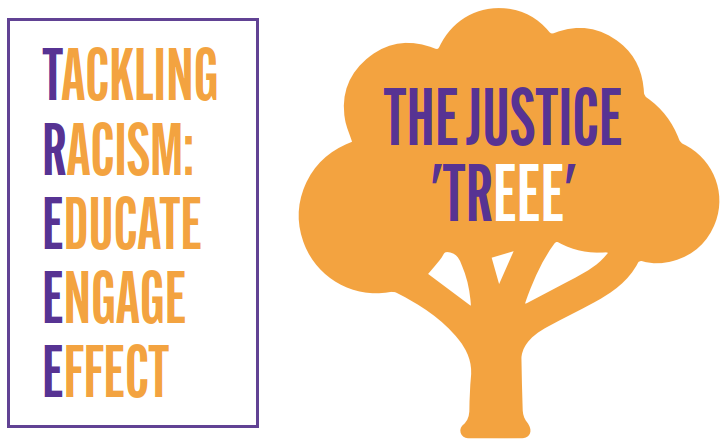 TACKLING
RACISM:
EDUCATE
ENGAGE
EFFECT
THE JUSTICE
'TREEE'